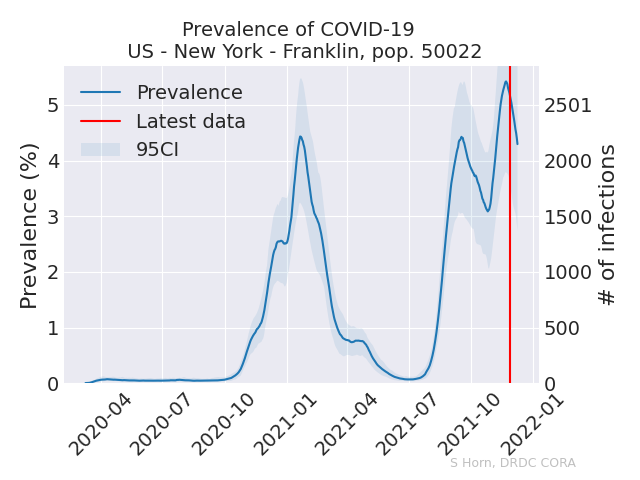 Prevalence of COVID-19
US - New York - Franklin, pop. 50022
Prevalence
Latest data
95CI
Prevalence (%)
5
4
3
2
1
0
2501
2000
1500
1000
500
0
# of infections
2020-04
2020-07
2020-10
2021-01
2021-04
2021-07
2021-10
2022-01
S Horn, DRDC CORA